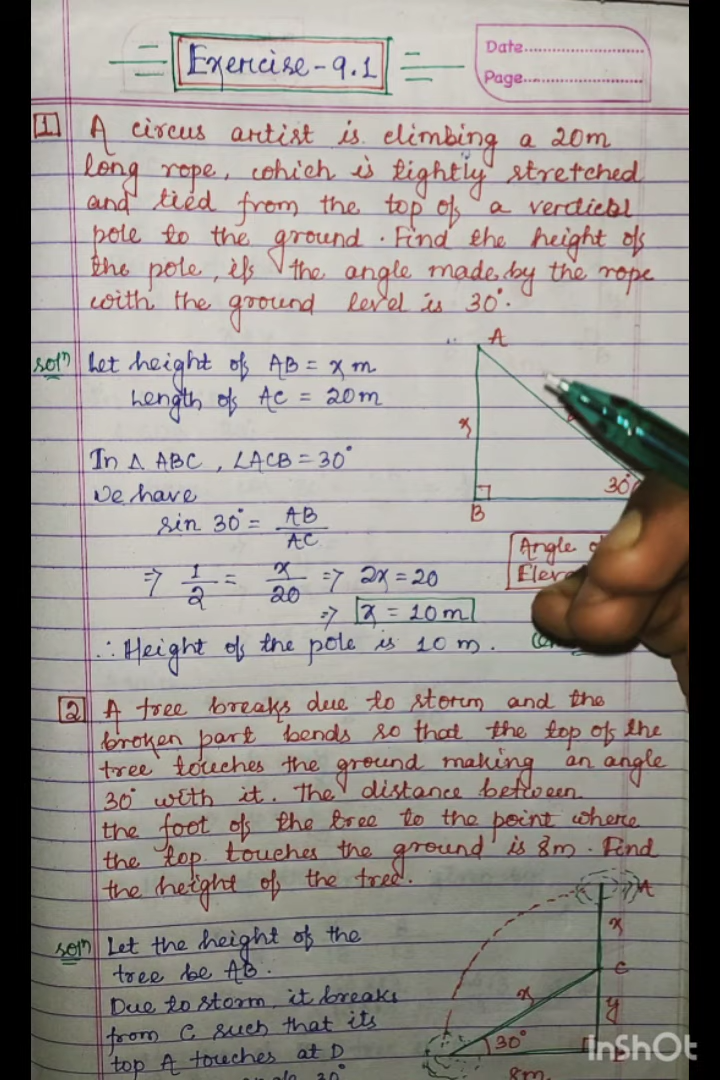 Exercise-9.1
Date
Page
1 A circus artist is climbing a 20m
long rope, which is tightly stretched
and tied from the top of a verdicbl
pole to the ground. Find the height of
the pole, if the angle made by the rope
with the ground level is 30°.
soln Let height of AB = x m
Length of AC = 20m
In Δ ABC, ∠ACB = 30°
we have
sin 30° = AB/AC
⇒ 1/2 = x/20 ⇒ 2x = 20
⇒ x = 10 m
∴ Height of the pole is 10 m.
A
x
B
30°
Angle
2 A tree breaks due to storm and the
broken part bends so that the top of the
tree touches the ground making an angle
30° with it. The distance between
the foot of the tree to the point where
the top touches the ground is 8m. Find
the height of the tree.
soln Let the height of the
tree be AB.
Due to storm, it breaks
from C such that its
top A touches at D
30°
A
x
C
x
y
30°
8m
InShOt